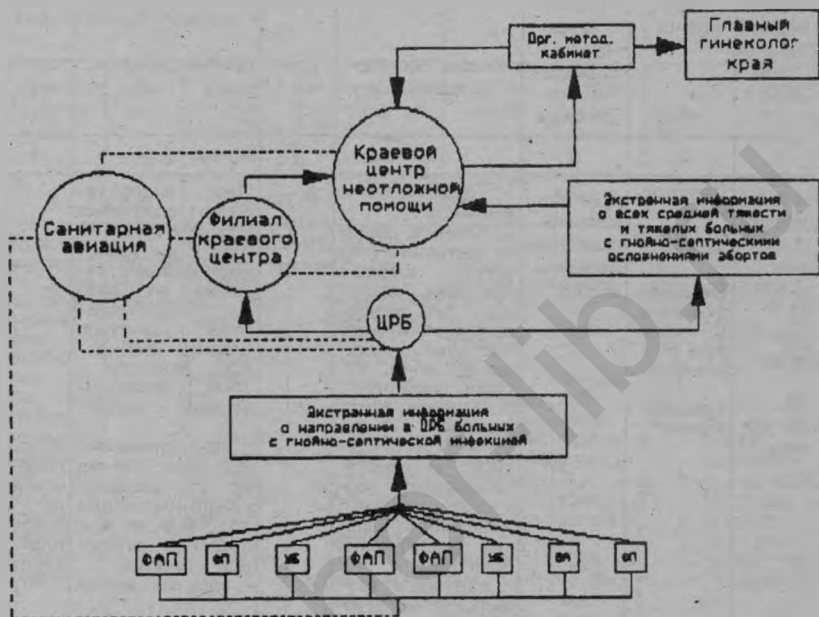 Орг. метод.
кабинет
Главный
гинеколог
края
Краевой
центр
неотложной
помощи
Экстренная информация
о всех средней тяжести
и тяжелых больных
с гнойно-септическими
осложнениями абортов
Санитарная
авиация
Филиал
краевого
центра
ЦРБ
Экстранная информация
о направлении в ЦРБ больных
с гнойно-септической инфекцией
ФАП
ФП
УБ
ФАП
ФАП
УБ
ФП